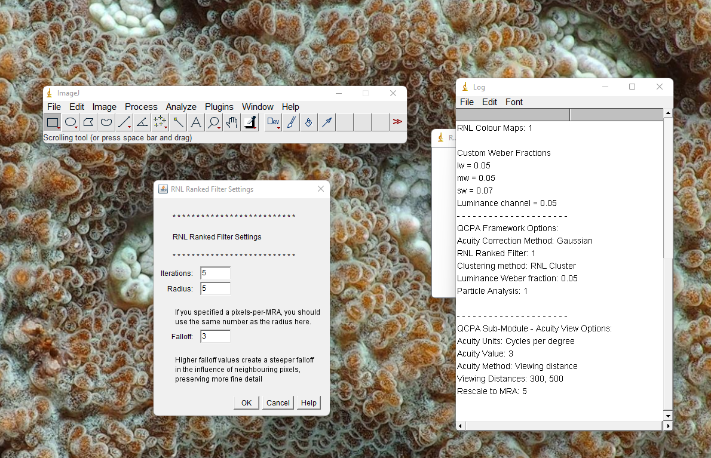 ImageJ
File Edit Image Process Analyze Plugins Window Help
Dev
Scrolling tool (or press space bar and drag)
RNL Ranked Filter Settings
* * * * * * * * * * * * * * * * * * * * * * * * * *
RNL Ranked Filter Settings
* * * * * * * * * * * * * * * * * * * * * * * * * *
Iterations: 5
Radius: 5
If you specified a pixels-per-MRA, you should
use the same number as the radius here.
Falloff: 3
Higher falloff values create a steeper falloff
in the influence of neighbouring pixels,
preserving more fine detail
OK Cancel Help
Log
File Edit Font
RNL Colour Maps: 1
Custom Weber Fractions
lw = 0.05
mw = 0.05
sw = 0.07
Luminance channel = 0.05
- - - - - - - - - - - - - - - - - - - - - -
QCPA Framework Options:
Acuity Correction Method: Gaussian
RNL Ranked Filter: 1
Clustering method: RNL Cluster
Luminance Weber fraction: 0.05
Particle Analysis: 1
- - - - - - - - - - - - - - - - - - - - - -
QCPA Sub-Module - Acuity View Options:
Acuity Units: Cycles per degree
Acuity Value: 3
Acuity Method: Viewing distance
Viewing Distances: 300, 500
Rescale to MRA: 5